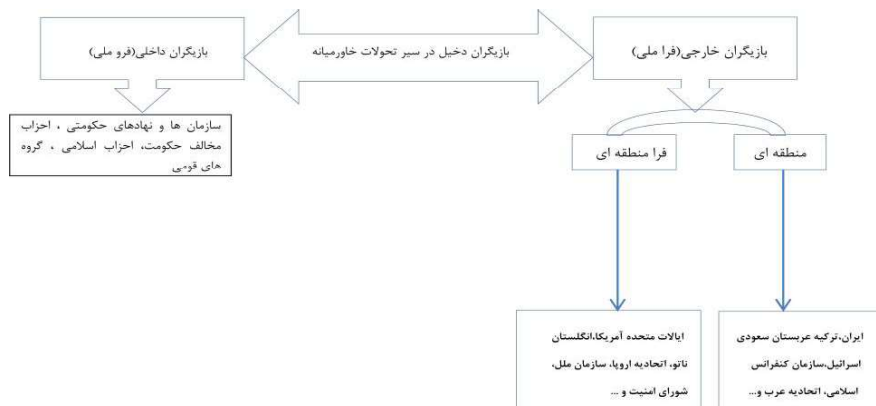 بازیگران خارجی(فرا ملی)
بازیگران دخیل در سیر تحولات خاورمیانه
بازیگران داخلی(فرو ملی)
سازمان ها و نهادهای حکومتی ، احزاب
مخالف حکومت، احزاب اسلامی ، گروه
های قومی
منطقه ای
فرا منطقه ای
ایران،ترکیه عربستان سعودی
اسرائیل،سازمان کنفرانس
اسلامی، اتحادیه عرب و...
ایالات متحده آمریکا،انگلستان
ناتو، اتحادیه اروپا، سازمان ملل،
شورای امنیت و ...